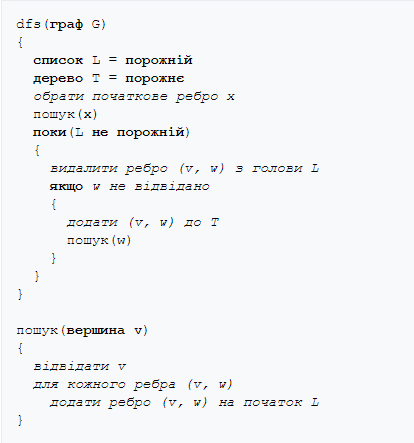 dfs(граф G)
{
список L = порожній
дерево T = порожнє
обрати початкове ребро x
пошук(x)
поки(L не порожній)
{
видалити ребро (v, w) з голови L
якщо w не відвідано
{
додати (v, w) до T
пошук(w)
}
}
}
пошук(вершина v)
{
відвідати v
для кожного ребра (v, w)
додати ребро (v, w) на початок L
}